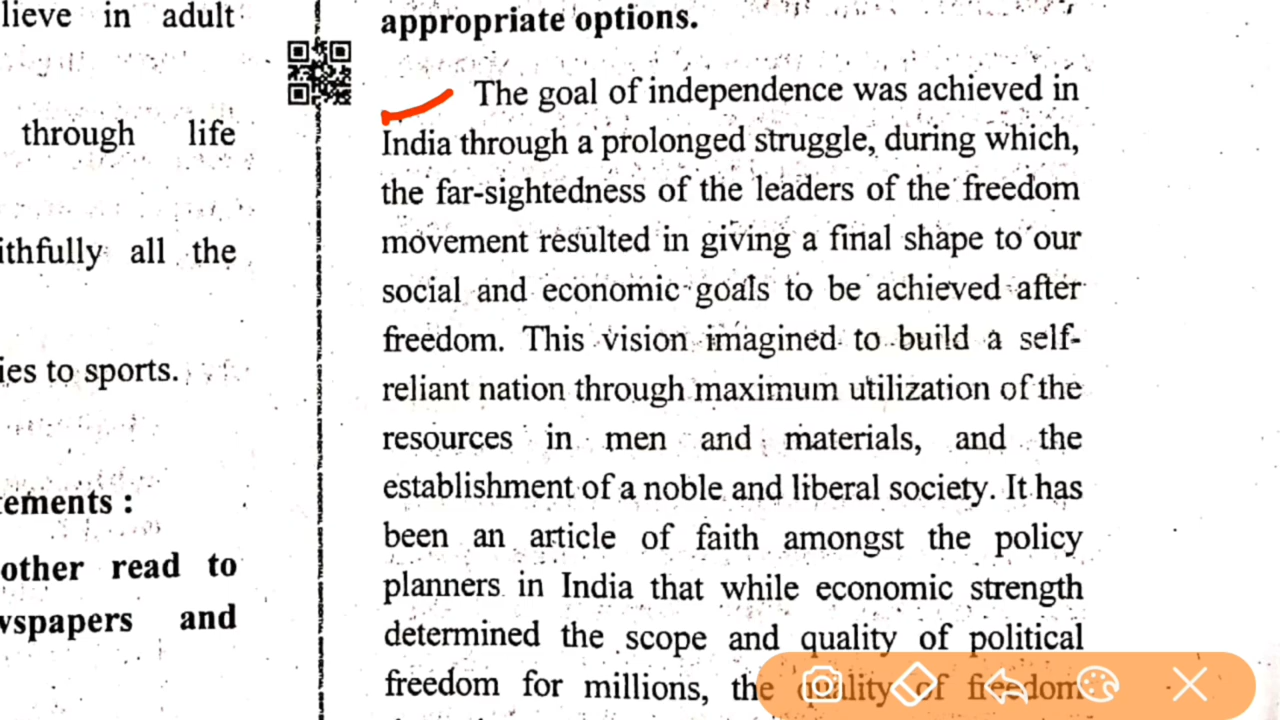 lieve in adult
through life
ithfully all the
ies to sports.
tements :
other read to
wspapers and
appropriate options.
The goal of independence was achieved in
India through a prolonged struggle, during which,
the far-sightedness of the leaders of the freedom
movement resulted in giving a final shape to our
social and economic goals to be achieved after
freedom. This vision imagined to build a self-
reliant nation through maximum utilization of the
resources in men and materials, and the
establishment of a noble and liberal society. It has
been an article of faith amongst the policy
planners in India that while economic strength
determined the scope and quality of political
freedom for millions, the quality of freedom